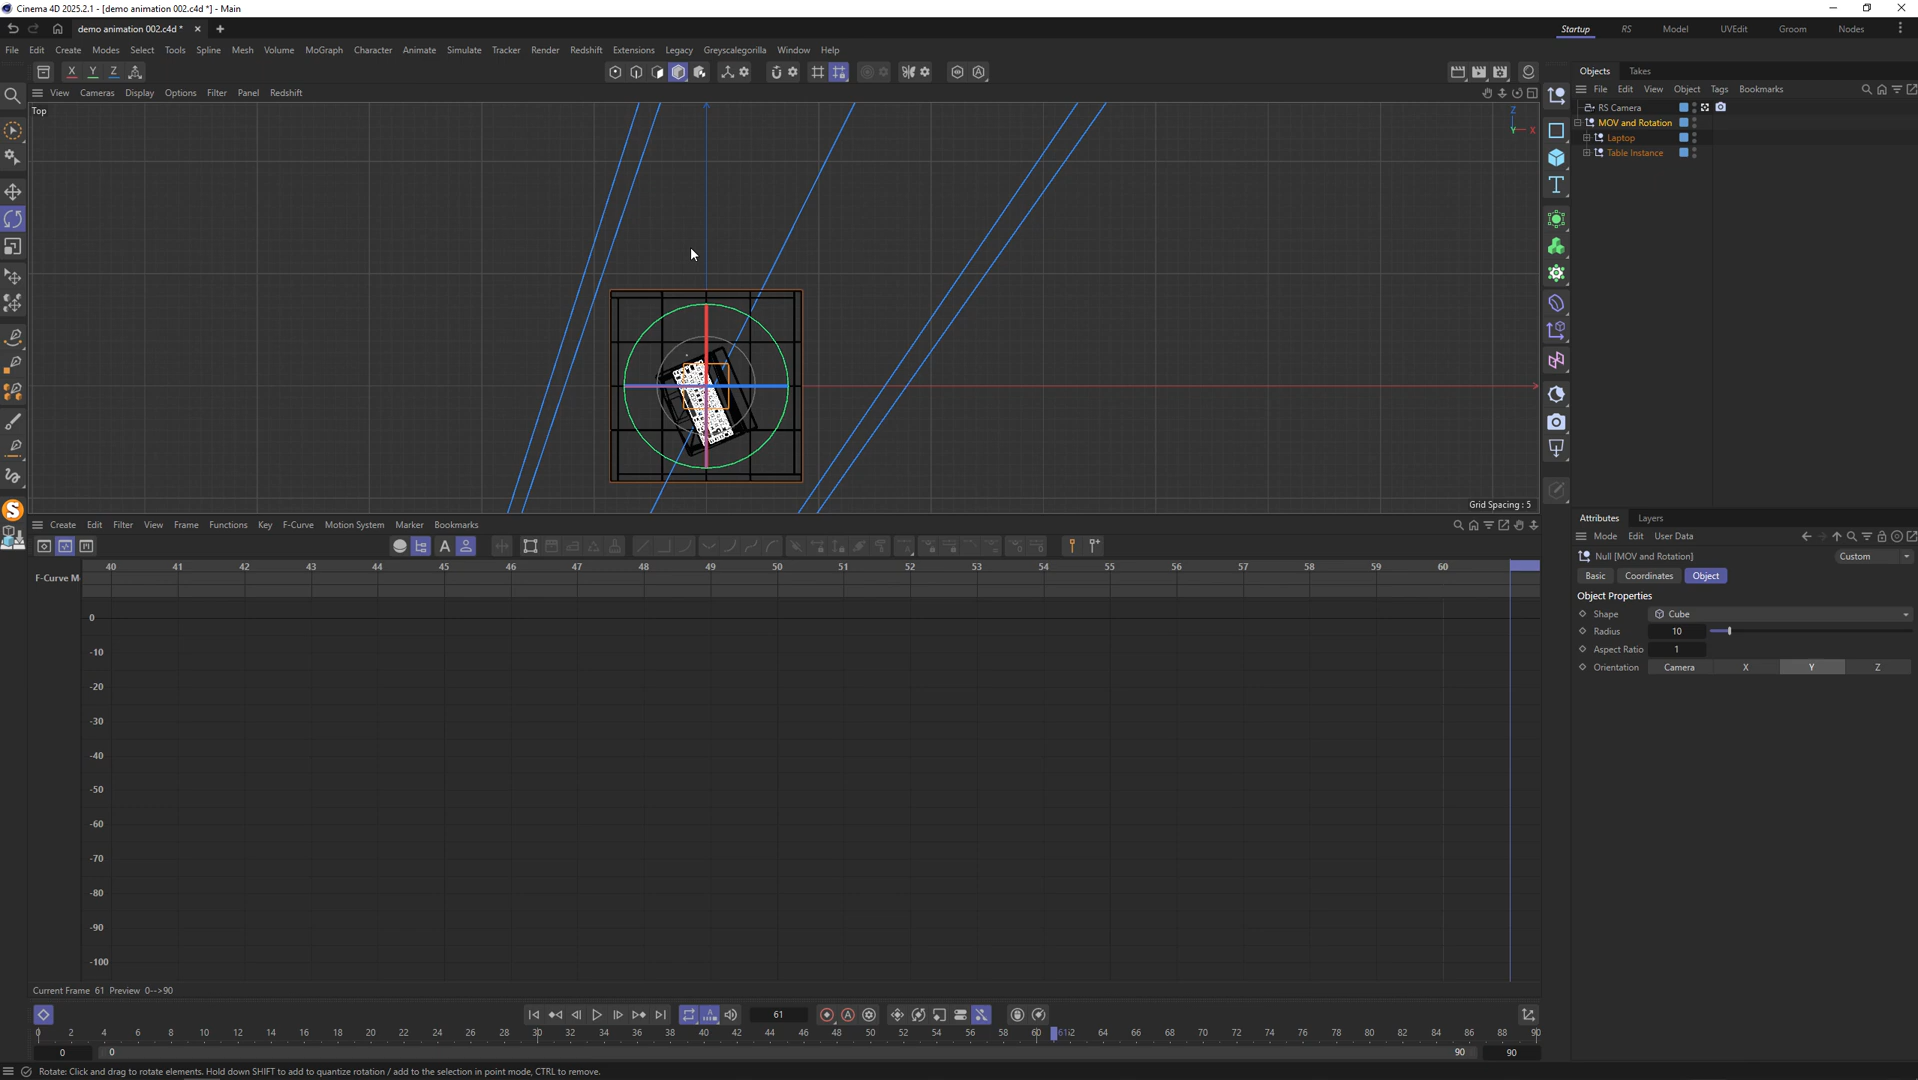 Cinema 4D 2025.2.1 - [demo animation 002.c4d *] - Main
demo animation 002.c4d *
Startup RS Model UVEdit Groom Nodes
File Edit Create Modes Select Tools Spline Mesh Volume MoGraph Character Animate Simulate Tracker Render Redshift Extensions Legacy Greyscalegorilla Window Help
X Y Z
Objects Takes
View Cameras Display Options Filter Panel Redshift
File Edit View Object Tags Bookmarks
Top
RS Camera
MOV and Rotation
Laptop
Table Instance
Z
Y X
Grid Spacing : 5
Attributes Layers
Create Edit Filter View Frame Functions Key F-Curve Motion System Marker Bookmarks
Mode Edit User Data
Null [MOV and Rotation]
Custom
40 41 42 43 44 45 46 47 48 49 50 51 52 53 54 55 56 57 58 59 60
F-Curve M
Basic Coordinates Object
Object Properties
Shape Cube
Radius 10
Aspect Ratio 1
Orientation Camera X Y Z
0
-10
-20
-30
-40
-50
-60
-70
-80
-90
-100
Current Frame 61 Preview 0-->90
61
0 2 4 6 8 10 12 14 16 18 20 22 24 26 28 30 32 34 36 38 40 42 44 46 48 50 52 54 56 58 60 61 62 64 66 68 70 72 74 76 78 80 82 84 86 88 90
0 0 90 90
Rotate: Click and drag to rotate elements. Hold down SHIFT to add to quantize rotation / add to the selection in point mode, CTRL to remove.